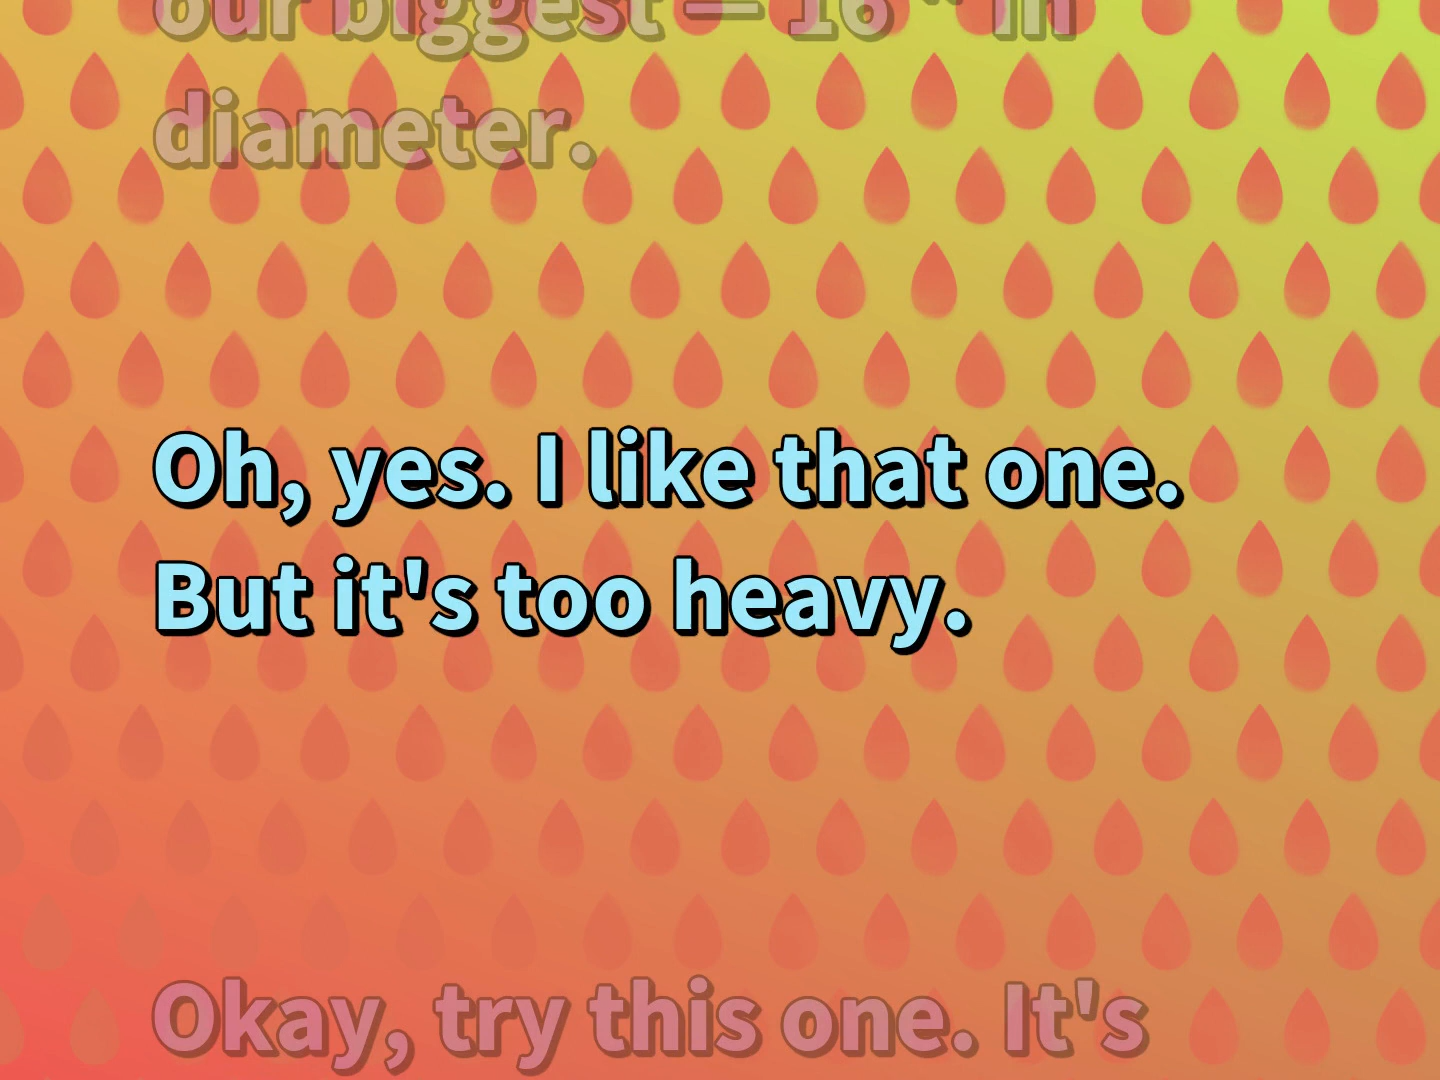 our biggest — 16 " in
diameter.
Oh, yes. I like that one.
But it's too heavy.
Okay, try this one. It's